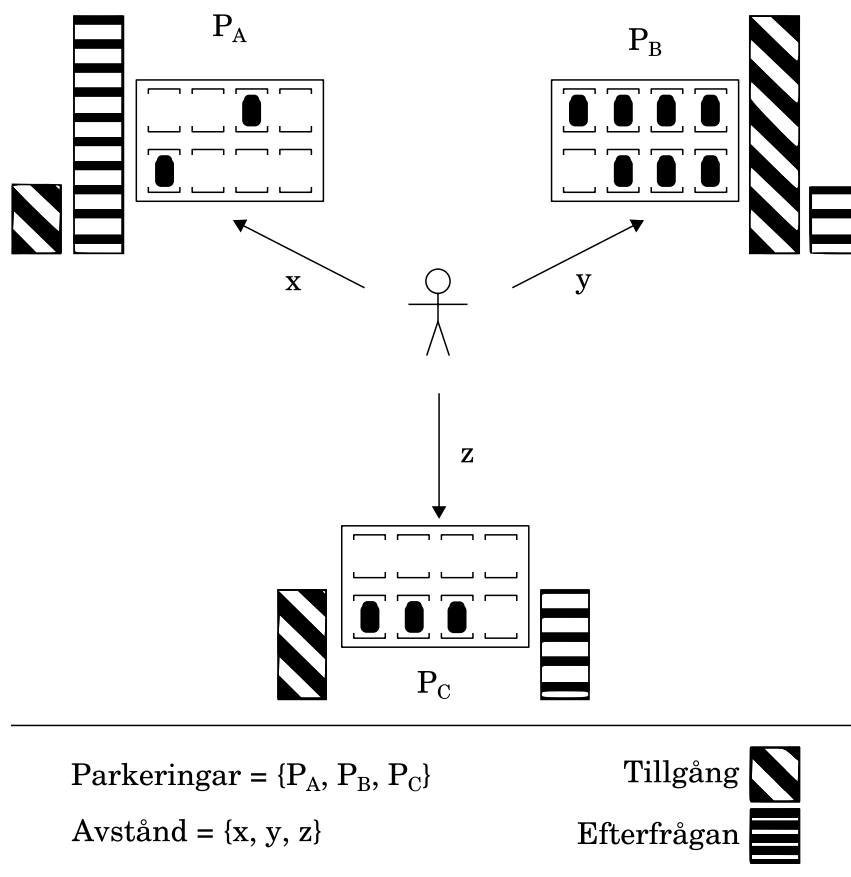 P_A
P_B
x
y
z
P_C
Parkeringar = {P_A, P_B, P_C}
Tillgång
Avstånd = {x, y, z}
Efterfrågan